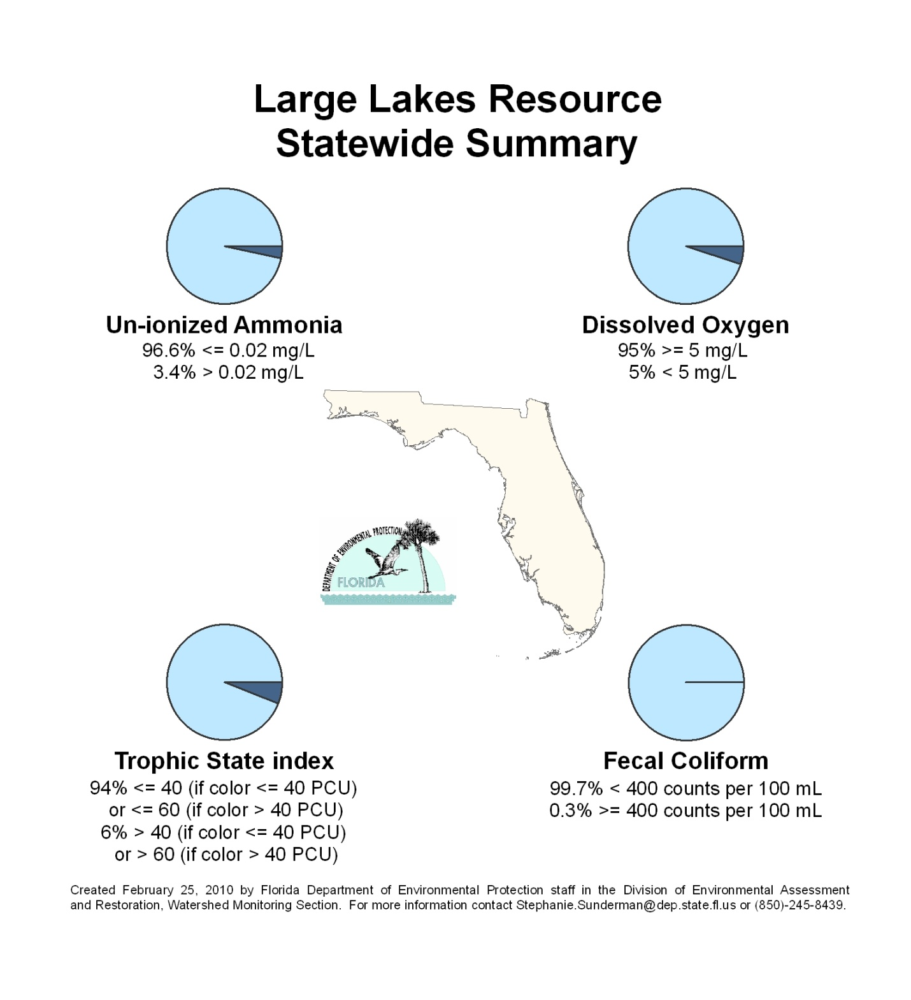 Large Lakes Resource
Statewide Summary
Un-ionized Ammonia
96.6% <= 0.02 mg/L
3.4% > 0.02 mg/L
Dissolved Oxygen
95% >= 5 mg/L
5% < 5 mg/L
DEPARTMENT OF ENVIRONMENTAL PROTECTION
FLORIDA
Trophic State index
94% <= 40 (if color <= 40 PCU)
or <= 60 (if color > 40 PCU)
6% > 40 (if color <= 40 PCU)
or > 60 (if color > 40 PCU)
Fecal Coliform
99.7% < 400 counts per 100 mL
0.3% >= 400 counts per 100 mL
Created February 25, 2010 by Florida Department of Environmental Protection staff in the Division of Environmental Assessment
and Restoration, Watershed Monitoring Section. For more information contact Stephanie.Sunderman@dep.state.fl.us or (850)-245-8439.